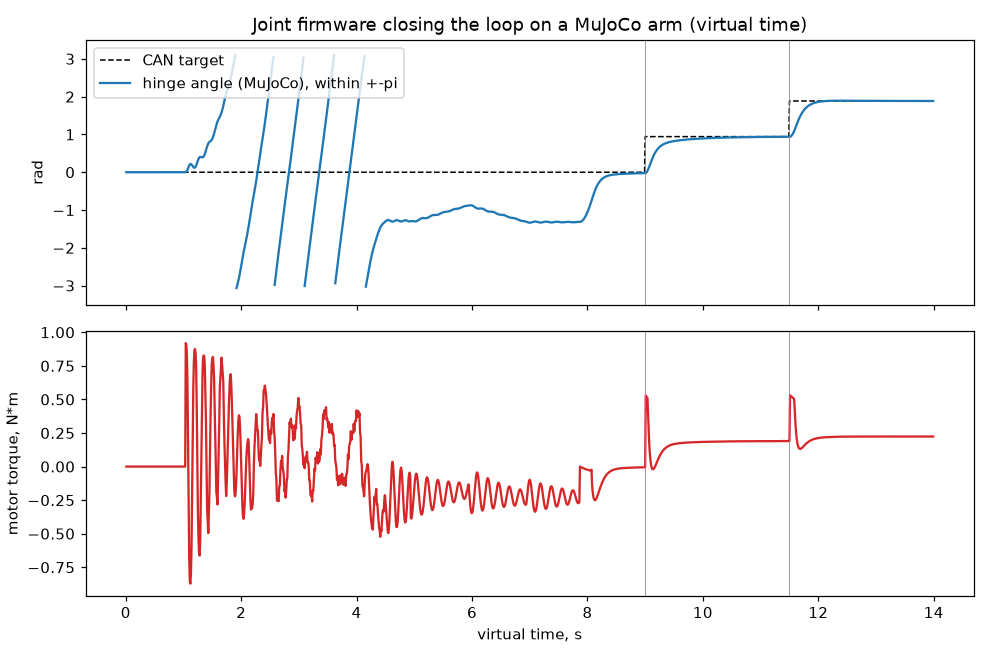 Joint firmware closing the loop on a MuJoCo arm (virtual time)
CAN target
hinge angle (MuJoCo), within +-pi
3
2
1
0
−1
−2
−3
rad
1.00
0.75
0.50
0.25
0.00
−0.25
−0.50
−0.75
motor torque, N*m
0 2 4 6 8 10 12 14
virtual time, s